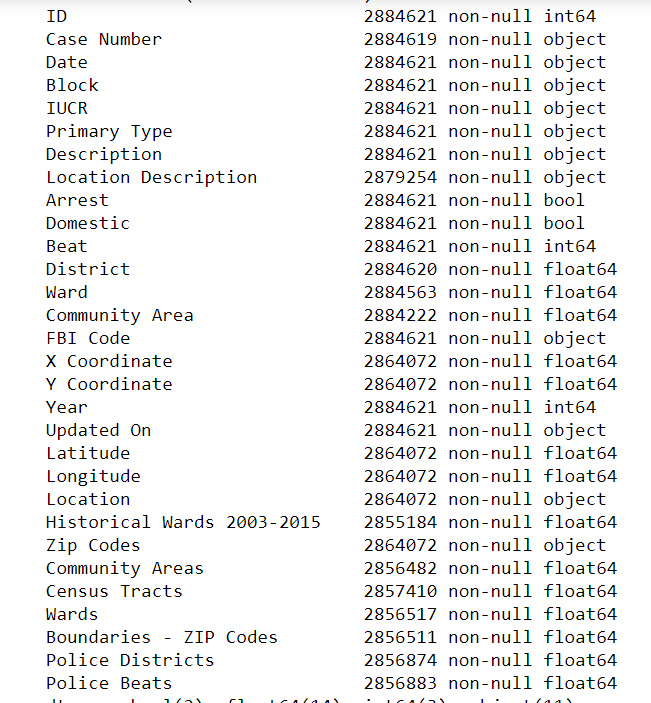 ID 2884621 non-null int64
Case Number 2884619 non-null object
Date 2884621 non-null object
Block 2884621 non-null object
IUCR 2884621 non-null object
Primary Type 2884621 non-null object
Description 2884621 non-null object
Location Description 2879254 non-null object
Arrest 2884621 non-null bool
Domestic 2884621 non-null bool
Beat 2884621 non-null int64
District 2884620 non-null float64
Ward 2884563 non-null float64
Community Area 2884222 non-null float64
FBI Code 2884621 non-null object
X Coordinate 2864072 non-null float64
Y Coordinate 2864072 non-null float64
Year 2884621 non-null int64
Updated On 2884621 non-null object
Latitude 2864072 non-null float64
Longitude 2864072 non-null float64
Location 2864072 non-null object
Historical Wards 2003-2015 2855184 non-null float64
Zip Codes 2864072 non-null object
Community Areas 2856482 non-null float64
Census Tracts 2857410 non-null float64
Wards 2856517 non-null float64
Boundaries - ZIP Codes 2856511 non-null float64
Police Districts 2856874 non-null float64
Police Beats 2856883 non-null float64